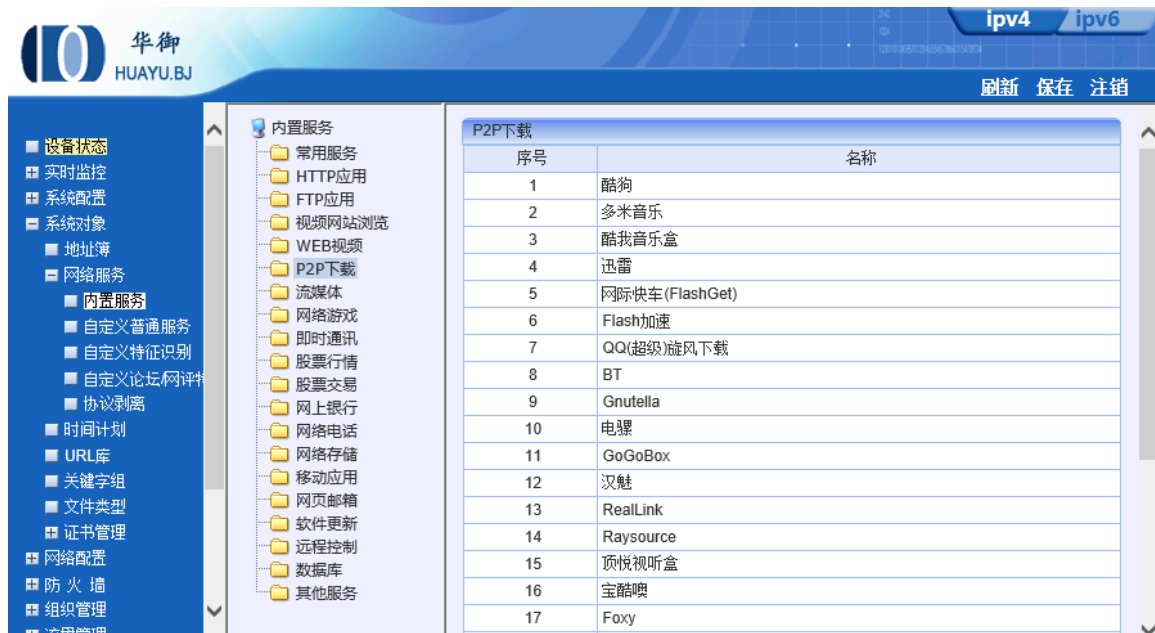 华御
HUAYU.BJ
ipv4
ipv6
刷新 保存 注销
设备状态
实时监控
系统配置
系统对象
地址簿
网络服务
内置服务
自定义普通服务
自定义特征识别
自定义论坛/网评
协议剥离
时间计划
URL库
关键字组
文件类型
证书管理
网络配置
防 火 墙
组织管理
内置服务
常用服务
HTTP应用
FTP应用
视频网站浏览
WEB视频
P2P下载
流媒体
网络游戏
即时通讯
股票行情
股票交易
网上银行
网络电话
网络存储
移动应用
网页邮箱
软件更新
远程控制
数据库
其他服务
P2P下载
序号 名称
1 酷狗
2 多米音乐
3 酷我音乐盒
4 迅雷
5 网际快车(FlashGet)
6 Flash加速
7 QQ(超级)旋风下载
8 BT
9 Gnutella
10 电骡
11 GoGoBox
12 汉魅
13 RealLink
14 Raysource
15 顶悦视听盒
16 宝酷噢
17 Foxy